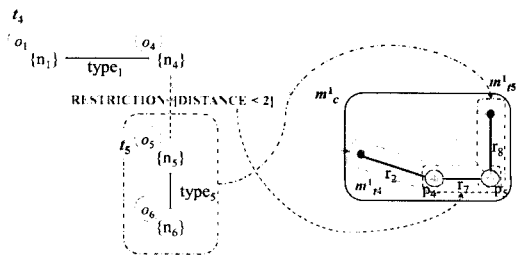 t4
o1 {n1} type1 o4 {n4}
RESTRICTION=[DISTANCE < 2]
t5 o5 {n5}
type5
o6 {n6}
m1c
m1t5
r8
r2
m1t4 p4 r7 p5